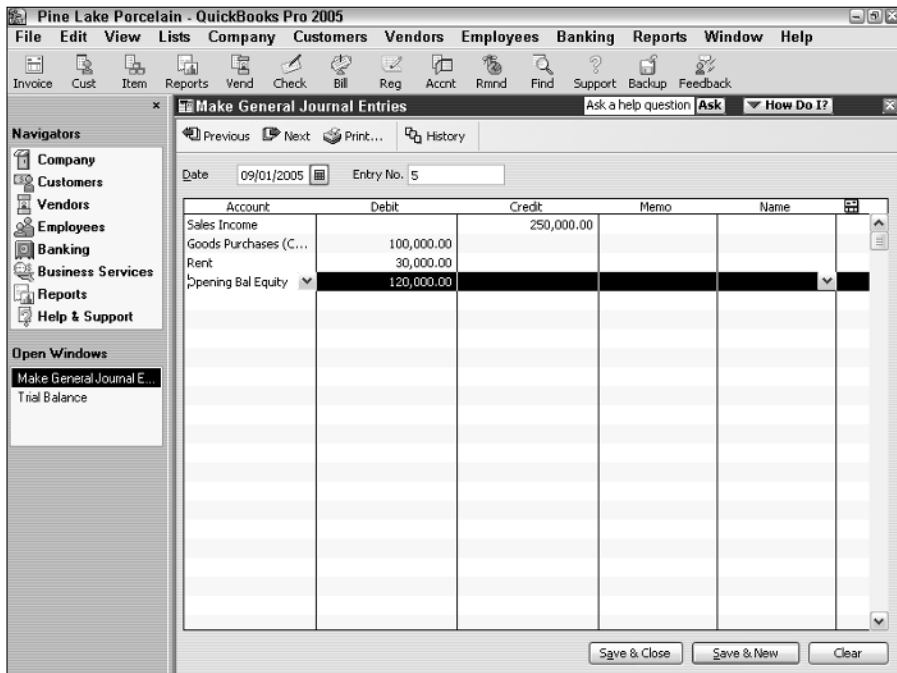 Pine Lake Porcelain - QuickBooks Pro 2005
File Edit View Lists Company Customers Vendors Employees Banking Reports Window Help
Invoice Cust Item Reports Vend Check Bill Reg Accnt Rmnd Find Support Backup Feedback
Make General Journal Entries Ask a help question Ask How Do I?
Navigators
Company
Customers
Vendors
Employees
Banking
Business Services
Reports
Help & Support
Open Windows
Make General Journal E...
Trial Balance
Previous Next Print... History
Date 09/01/2005 Entry No. 5
Account Debit Credit Memo Name
Sales Income 250,000.00
Goods Purchases (C... 100,000.00
Rent 30,000.00
Opening Bal Equity 120,000.00
Save & Close Save & New Clear